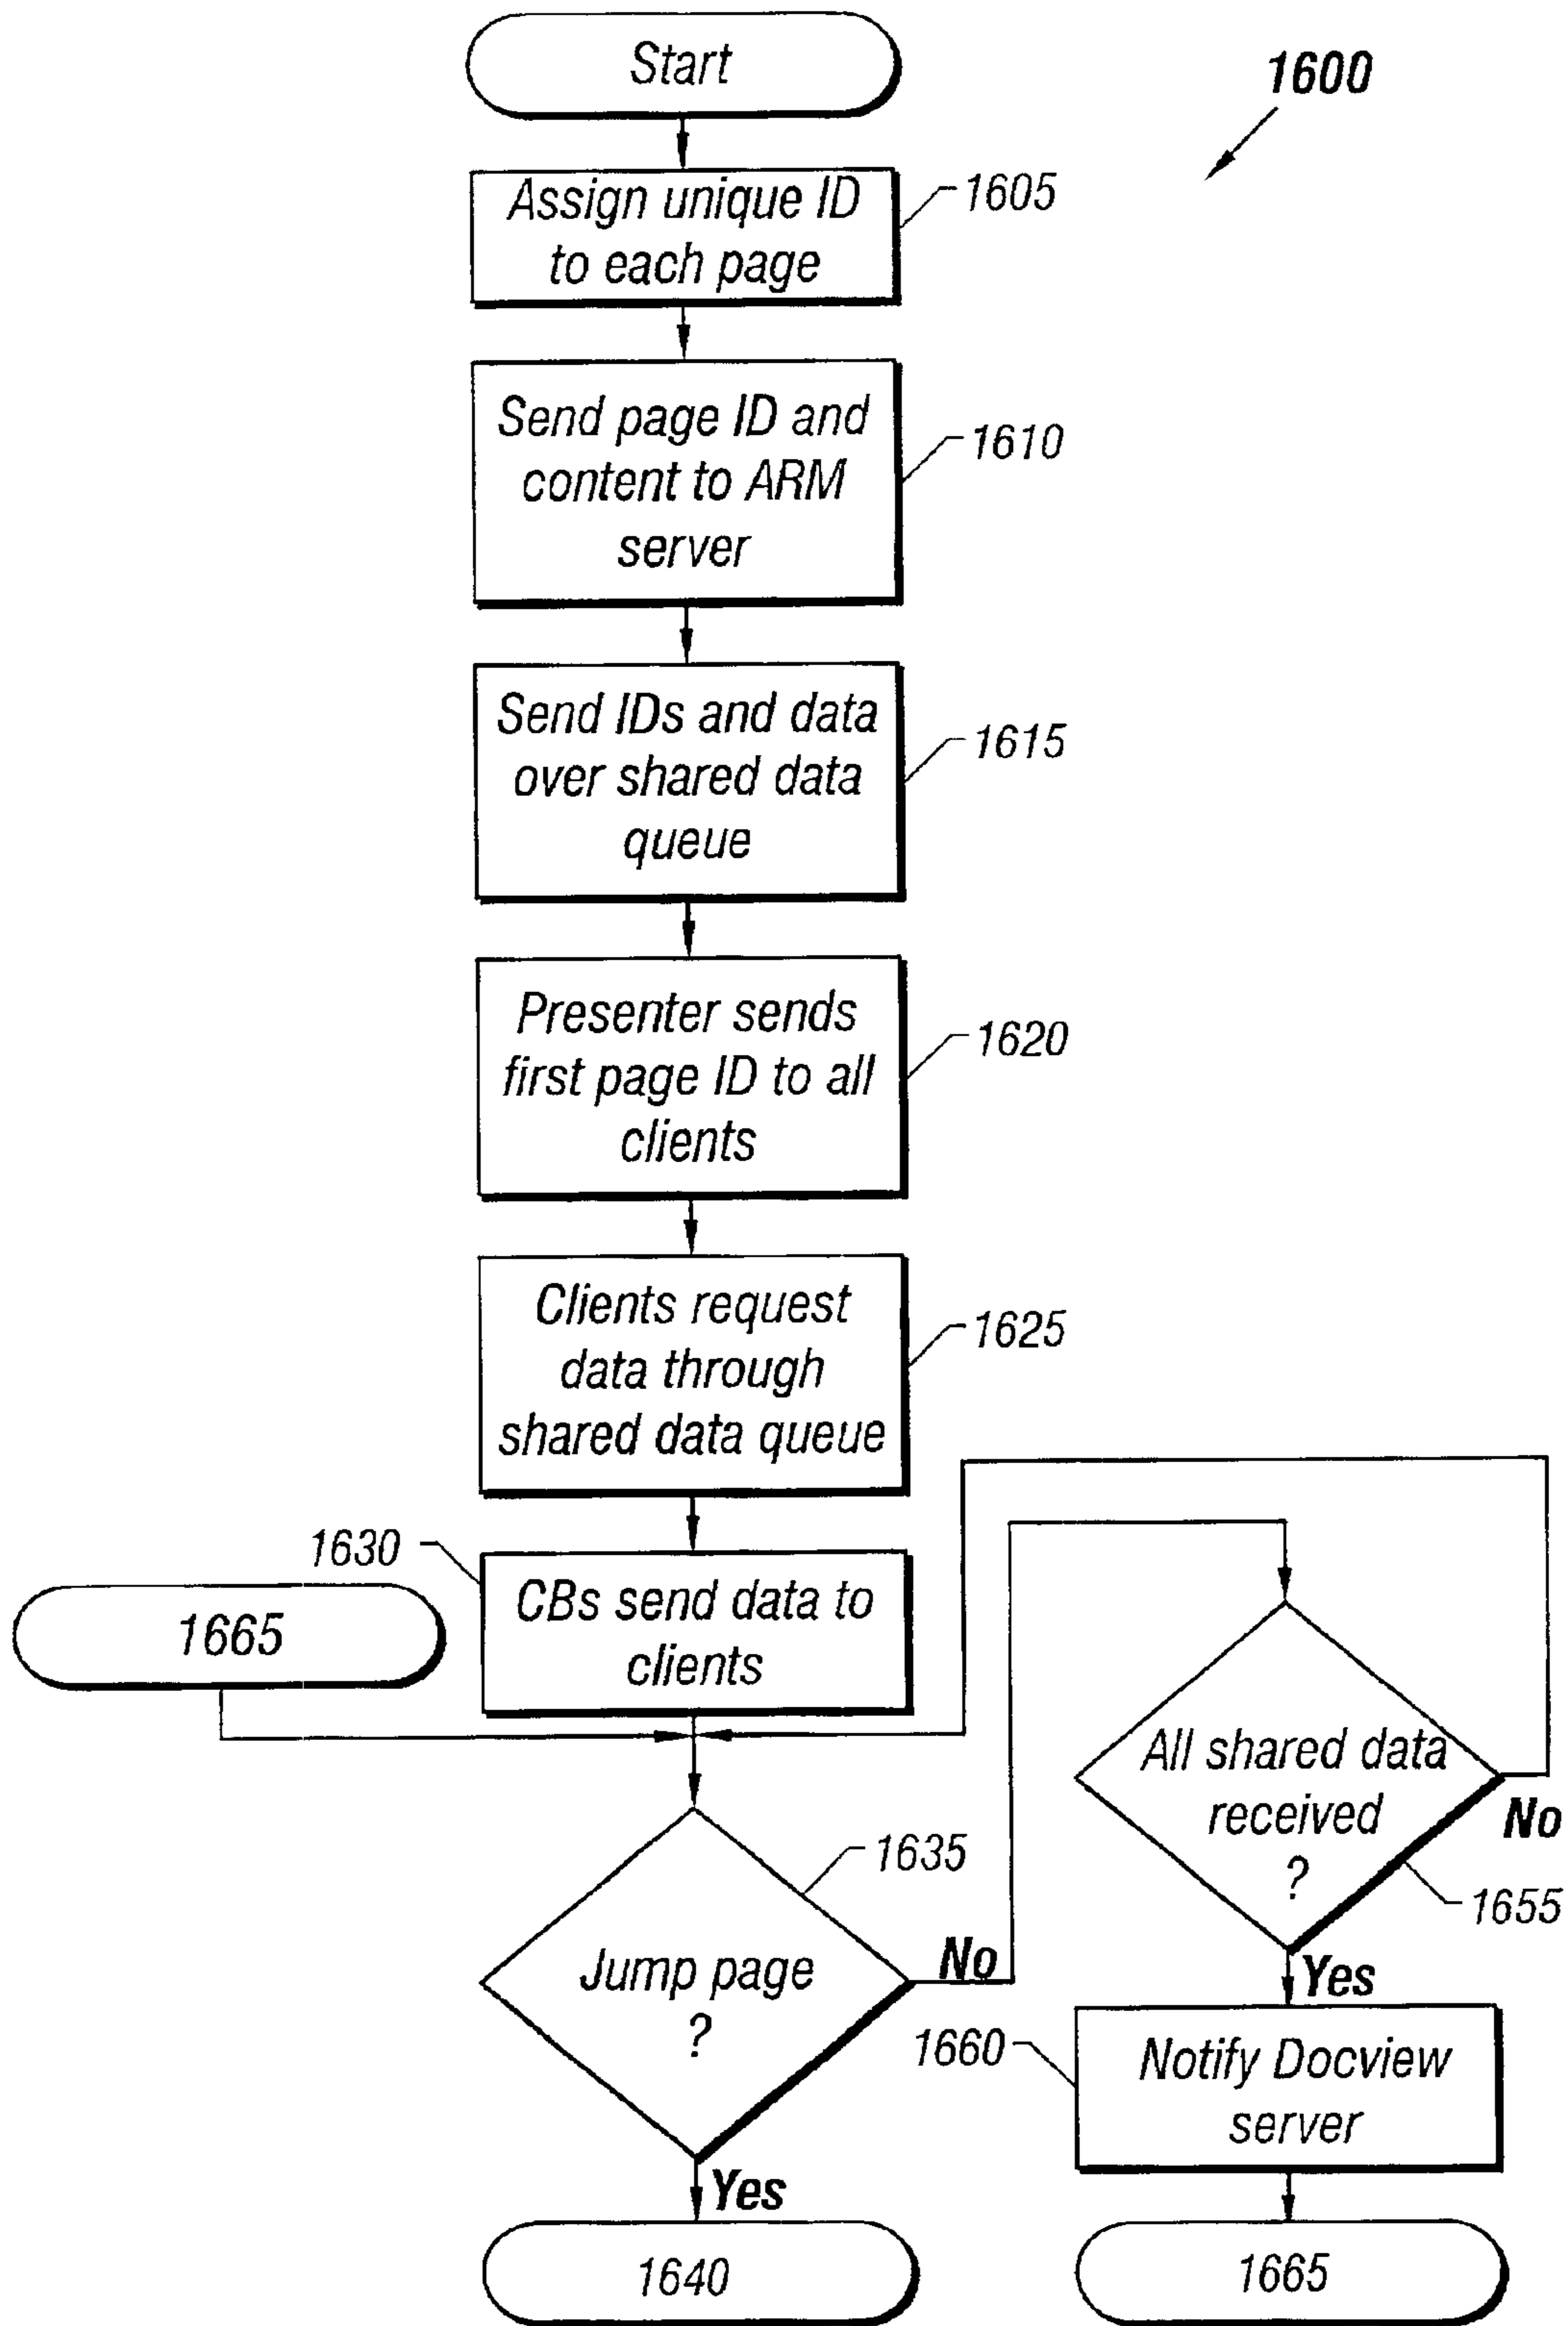 Start
1600
Assign unique ID
to each page
1605
Send page ID and
content to ARM
server
1610
Send IDs and data
over shared data
queue
1615
Presenter sends
first page ID to all
clients
1620
Clients request
data through
shared data queue
1625
1630
CBs send data to
clients
1665
All shared data
received
?
No
1655
1635
Jump page
?
No
Yes
1660
Notify Docview
server
Yes
1640
1665